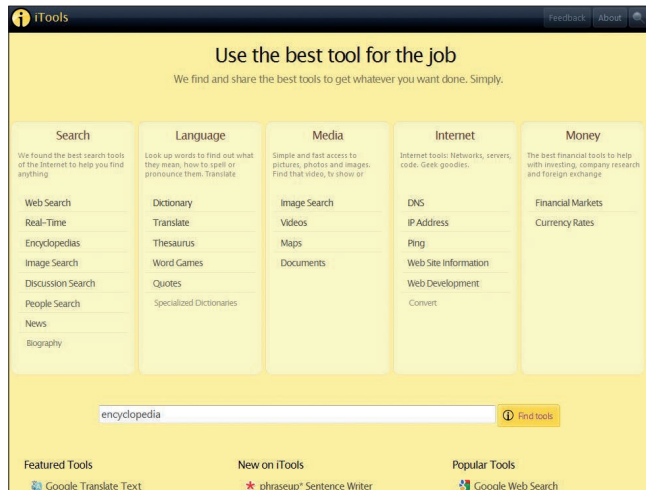 iTools
Feedback About
Use the best tool for the job
We find and share the best tools to get whatever you want done. Simply.
Search
We found the best search tools
of the Internet to help you find
anything
Web Search
Real-Time
Encyclopedias
Image Search
Discussion Search
People Search
News
Biography
Language
Look up words to find out what
they mean, how to spell or
pronounce them. Translate
Dictionary
Translate
Thesaurus
Word Games
Quotes
Specialized Dictionaries
Media
Simple and fast access to
pictures, photos and images.
Find that video, tv show or
Image Search
Videos
Maps
Documents
Internet
Internet tools: Networks, servers,
code. Geek goodies.
DNS
IP Address
Ping
Web Site Information
Web Development
Convert
Money
The best financial tools to help
with investing, company research
and foreign exchange
Financial Markets
Currency Rates
encyclopedia
Find tools
Featured Tools
Google Translate Text
New on iTools
phraseup* Sentence Writer
Popular Tools
Google Web Search